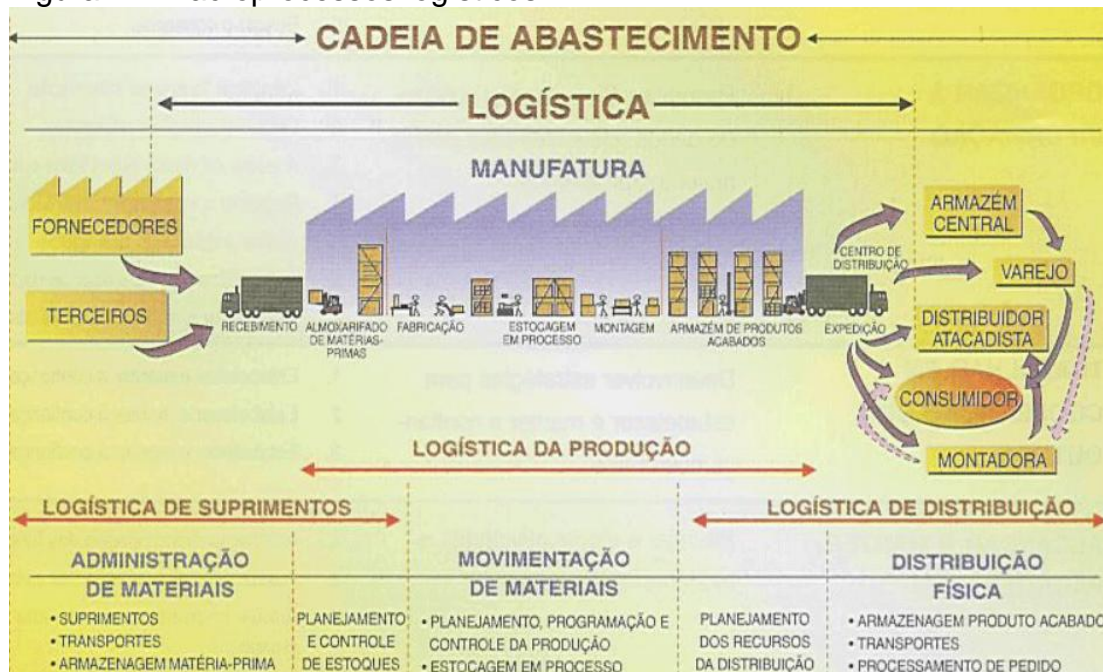 CADEIA DE ABASTECIMENTO
LOGÍSTICA
MANUFATURA
FORNECEDORES
TERCEIROS
RECEBIMENTO
ALMOXARIFADO
DE MATÉRIAS-
PRIMAS
FABRICAÇÃO
ESTOCAGEM
EM PROCESSO
MONTAGEM
ARMAZÉM DE PRODUTOS
ACABADOS
EXPEDIÇÃO
CENTRO DE
DISTRIBUIÇÃO
ARMAZÉM
CENTRAL
VAREJO
DISTRIBUÍDOR
ATACADISTA
CONSUMIDOR
MONTADORA
LOGÍSTICA DA PRODUÇÃO
LOGÍSTICA DE SUPRIMENTOS
LOGÍSTICA DE DISTRIBUIÇÃO
ADMINISTRAÇÃO
DE MATERIAIS
• SUPRIMENTOS
• TRANSPORTES
• ARMAZENAGEM MATÉRIA-PRIMA
PLANEJAMENTO
E CONTROLE
DE ESTOQUES
MOVIMENTAÇÃO
DE MATERIAIS
• PLANEJAMENTO, PROGRAMAÇÃO E
CONTROLE DA PRODUÇÃO
• ESTOCAGEM EM PROCESSO
PLANEJAMENTO
DOS RECURSOS
DA DISTRIBUIÇÃO
DISTRIBUIÇÃO
FÍSICA
• ARMAZENAGEM PRODUTO ACABADO
• TRANSPORTES
• PROCESSAMENTO DE PEDIDO